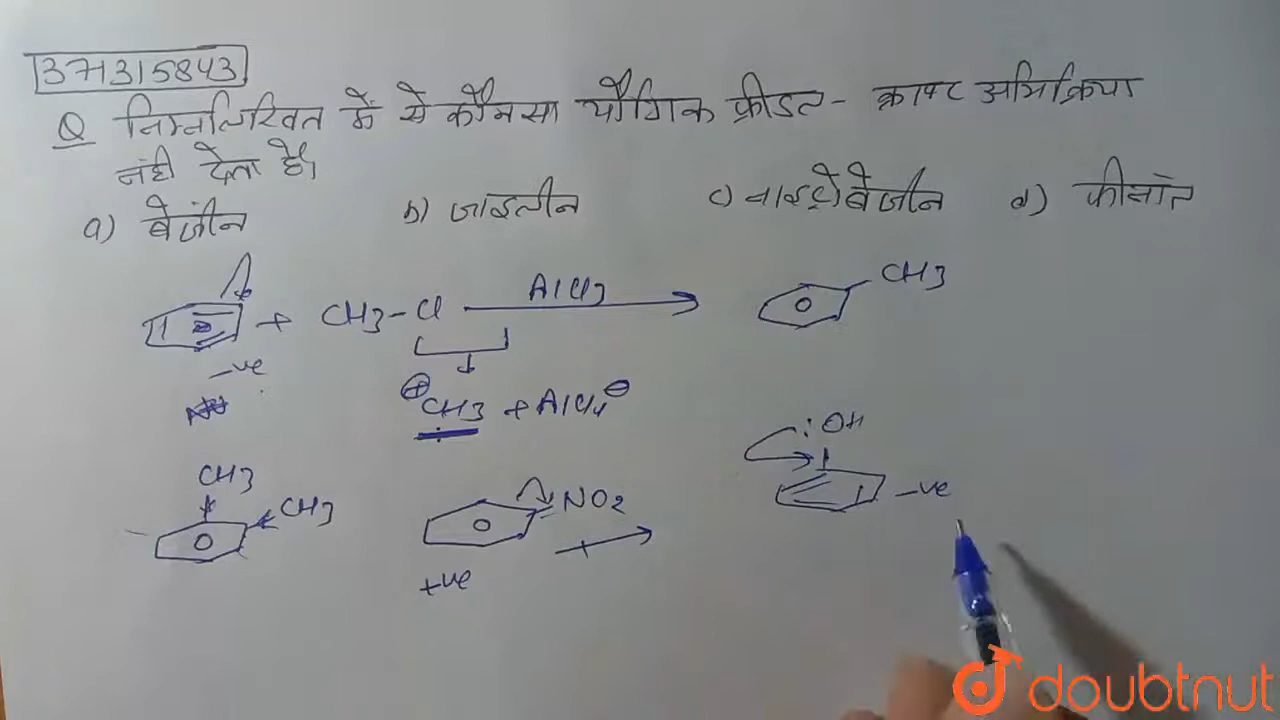 371315843
Q निम्नलिखित में से कौनसा यौगिक फ्रीडल - क्राफ्ट अभिक्रिया
नहीं देता है।
a) बेंजीन b) जाइलीन c) नाइट्रोबेंजीन d) फीनॉल
+ CH3-Cl AlCl3 CH3
-ve
⊕CH3 + AlCl4⊖
:OH
CH3 CH3 NO2 -ve
+ve
doubtnut